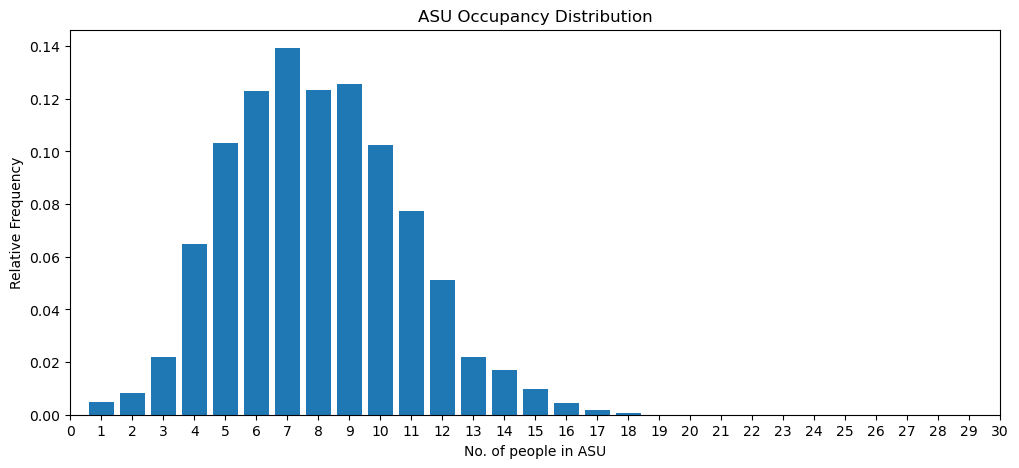 ASU Occupancy Distribution
0.14
0.12
0.10
0.08
0.06
0.04
0.02
0.00
Relative Frequency
0 1 2 3 4 5 6 7 8 9 10 11 12 13 14 15 16 17 18 19 20 21 22 23 24 25 26 27 28 29 30
No. of people in ASU